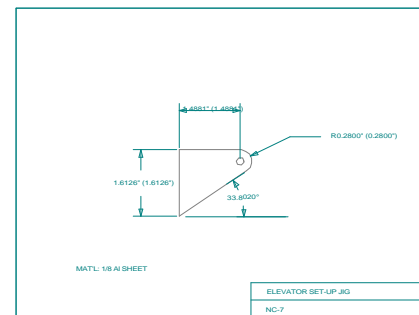 1.4881" (1.4881")
R0.2800" (0.2800")
1.6126" (1.6126")
33.8020°
MAT'L: 1/8 Al SHEET
ELEVATOR SET-UP JIG
NC-7